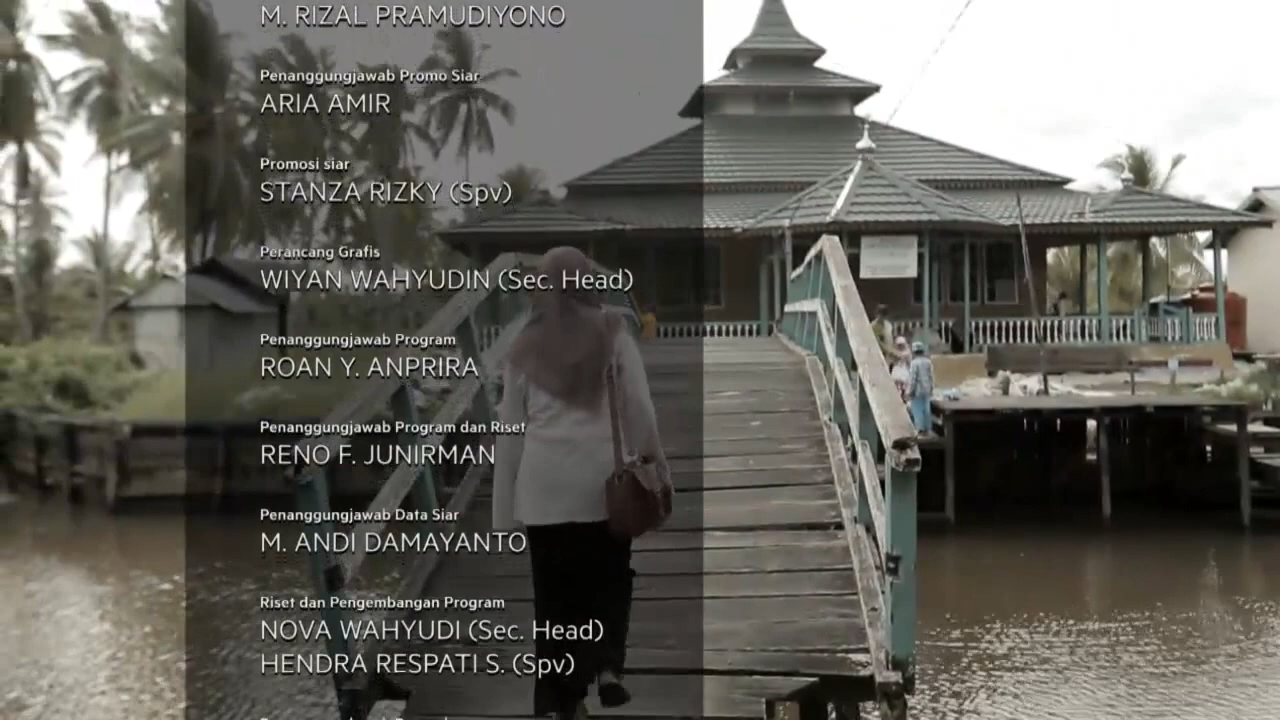 M. RIZAL PRAMUDIYONO
Penanggungjawab Promo Siar
ARIA AMIR
Promosi siar
STANZA RIZKY (Spv)
Perancang Grafis
WIYAN WAHYUDIN (Sec. Head)
Penanggungjawab Program
ROAN Y. ANPRIRA
Penanggungjawab Program dan Riset
RENO F. JUNIRMAN
Penanggungjawab Data Siar
M. ANDI DAMAYANTO
Riset dan Pengembangan Program
NOVA WAHYUDI (Sec. Head)
HENDRA RESPATI S. (Spv)